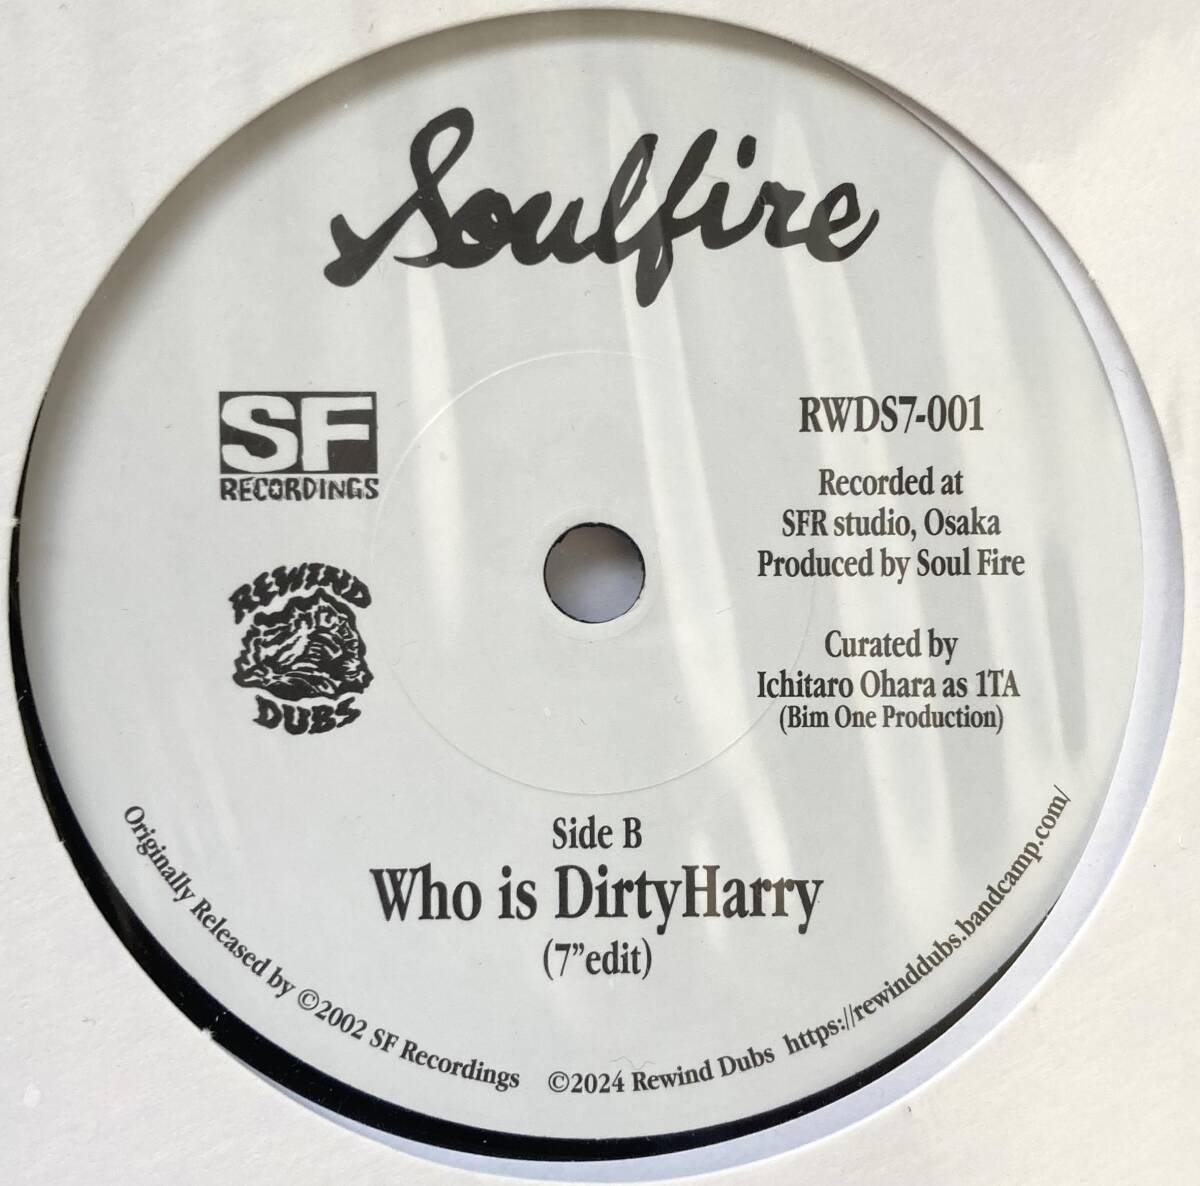 Soulfire
SF
RECORDINGS
REWIND
DUBS
RWDS7-001
Recorded at
SFR studio, Osaka
Produced by Soul Fire
Curated by
Ichitaro Ohara as 1TA
(Bim One Production)
Side B
Who is DirtyHarry
(7”edit)
Originally Released by ©2002 SF Recordings
©2024 Rewind Dubs https://rewinddubs.bandcamp.com/